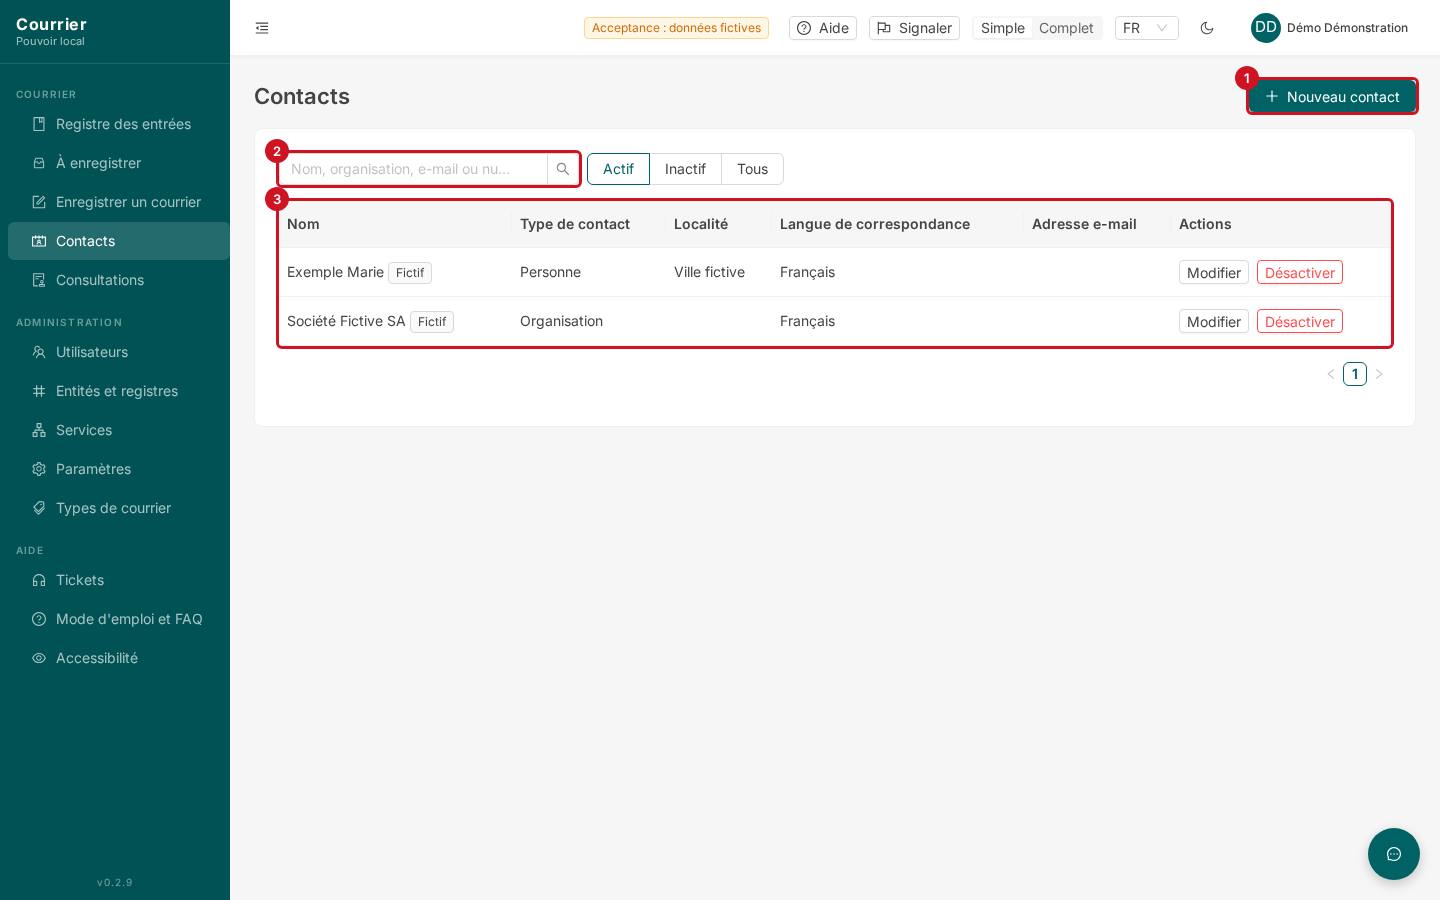 Courrier
Pouvoir local
COURRIER
Registre des entrées
À enregistrer
Enregistrer un courrier
Contacts
Consultations
ADMINISTRATION
Utilisateurs
Entités et registres
Services
Paramètres
Types de courrier
AIDE
Tickets
Mode d'emploi et FAQ
Accessibilité
v0.2.9
Acceptance : données fictives
Aide
Signaler
Simple Complet
FR
DD Démo Démonstration
Contacts
1
+ Nouveau contact
2
Nom, organisation, e-mail ou nu...
Actif Inactif Tous
3
Nom Type de contact Localité Langue de correspondance Adresse e-mail Actions
Exemple Marie Fictif Personne Ville fictive Français Modifier Désactiver
Société Fictive SA Fictif Organisation Français Modifier Désactiver
< 1 >